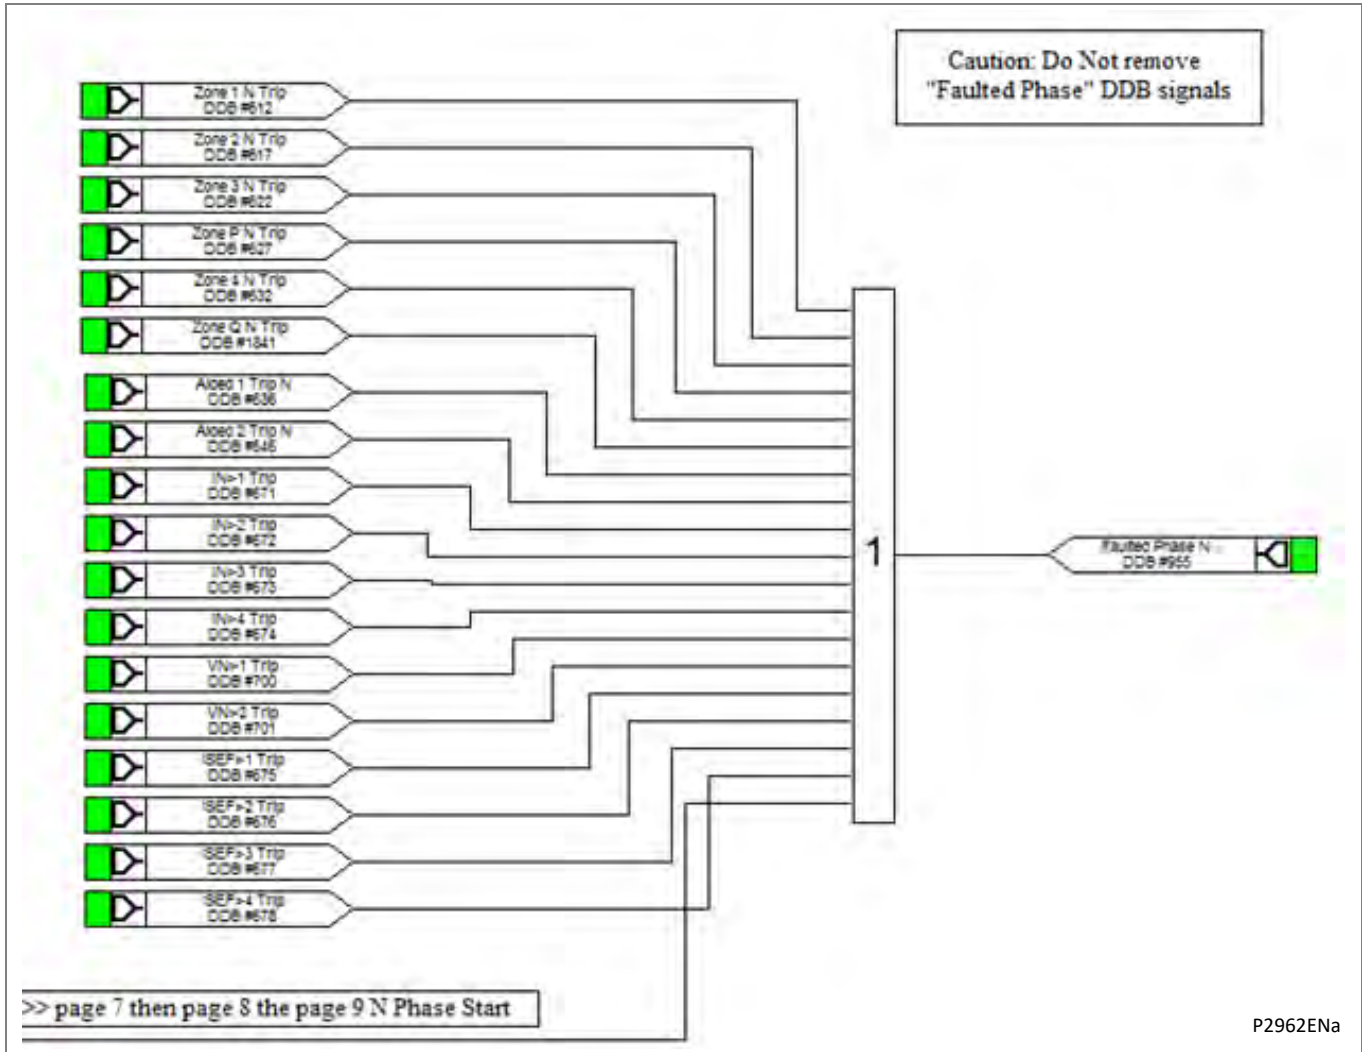 Caution: Do Not remove
"Faulted Phase" DDB signals
Zone 1 N Trip
DDB #612
Zone 2 N Trip
DDB #617
Zone 3 N Trip
DDB #622
Zone P N Trip
DDB #627
Zone 4 N Trip
DDB #632
Zone Q N Trip
DDB #1841
Aided 1 Trip N
DDB #636
Aided 2 Trip N
DDB #646
IN>1 Trip
DDB #671
IN>2 Trip
DDB #672
IN>3 Trip
DDB #673
IN>4 Trip
DDB #674
VN>1 Trip
DDB #700
VN>2 Trip
DDB #701
ISEF>1 Trip
DDB #675
ISEF>2 Trip
DDB #676
ISEF>3 Trip
DDB #677
ISEF>4 Trip
DDB #678
1
Faulted Phase N
DDB #955
>> page 7 then page 8 the page 9 N Phase Start
P2962ENa